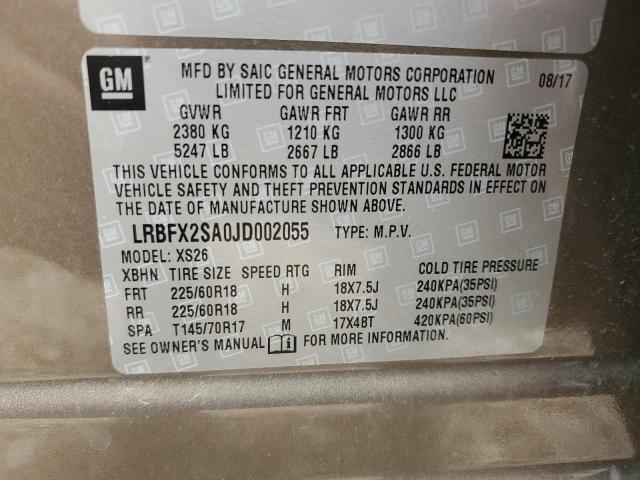 GM
MFD BY SAIC GENERAL MOTORS CORPORATION 08/17
LIMITED FOR GENERAL MOTORS LLC
GVWR GAWR FRT GAWR RR
2380 KG 1210 KG 1300 KG
5247 LB 2667 LB 2866 LB
THIS VEHICLE CONFORMS TO ALL APPLICABLE U.S. FEDERAL MOTOR
VEHICLE SAFETY AND THEFT PREVENTION STANDARDS IN EFFECT ON
THE DATE OF MANUFACTURE SHOWN ABOVE.
LRBFX2SA0JD002055 TYPE: M.P.V.
MODEL: XS26
XBHN TIRE SIZE SPEED RTG RIM COLD TIRE PRESSURE
FRT 225/60R18 H 18X7.5J 240KPA(35PSI)
RR 225/60R18 H 18X7.5J 240KPA(35PSI)
SPA T145/70R17 M 17X4BT 420KPA(60PSI)
SEE OWNER'S MANUAL FOR MORE INFORMATION.